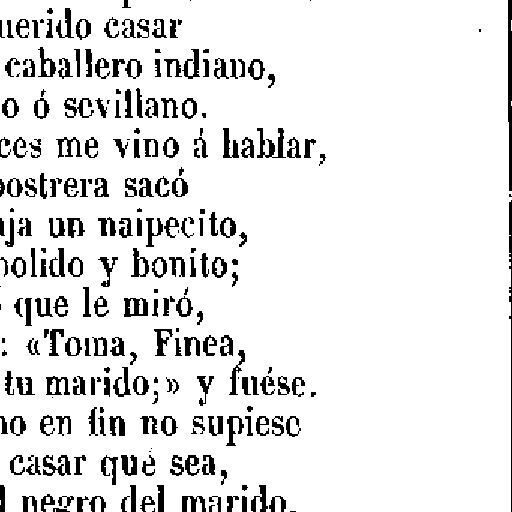 uerido casar
caballero indiano,
o ó sevillano.
ces me vino á hablar,
postrera sacó
aja un naipecito,
polido y bonito;
que le miró,
: «Toma, Finea,
tu marido;» y fuése.
no en fin no supiese
casar qué sea,
l negro del marido.